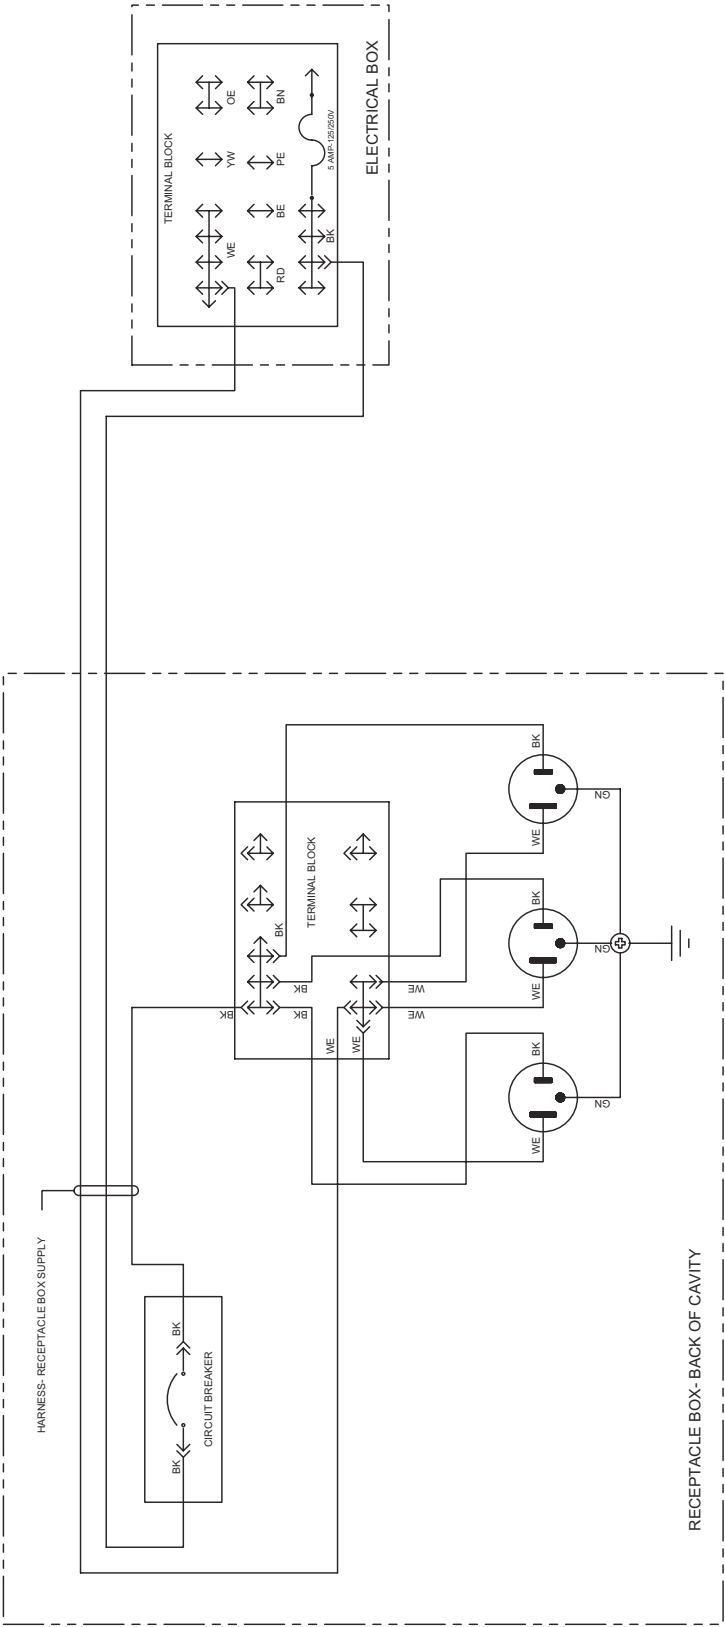 HARNESS- RECEPTACLE BOX SUPPLY
TERMINAL BLOCK
BK
BK
CIRCUIT BREAKER
BK
WE
YW
OE
BK
RD
BE
PE
BN
BK
BK
TERMINAL BLOCK
WE
BK
5 AMP-125/250V
WE
ELECTRICAL BOX
WE
WE
WE
BK
WE
BK
WE
BK
GN
GN
GN
RECEPTACLE BOX- BACK OF CAVITY